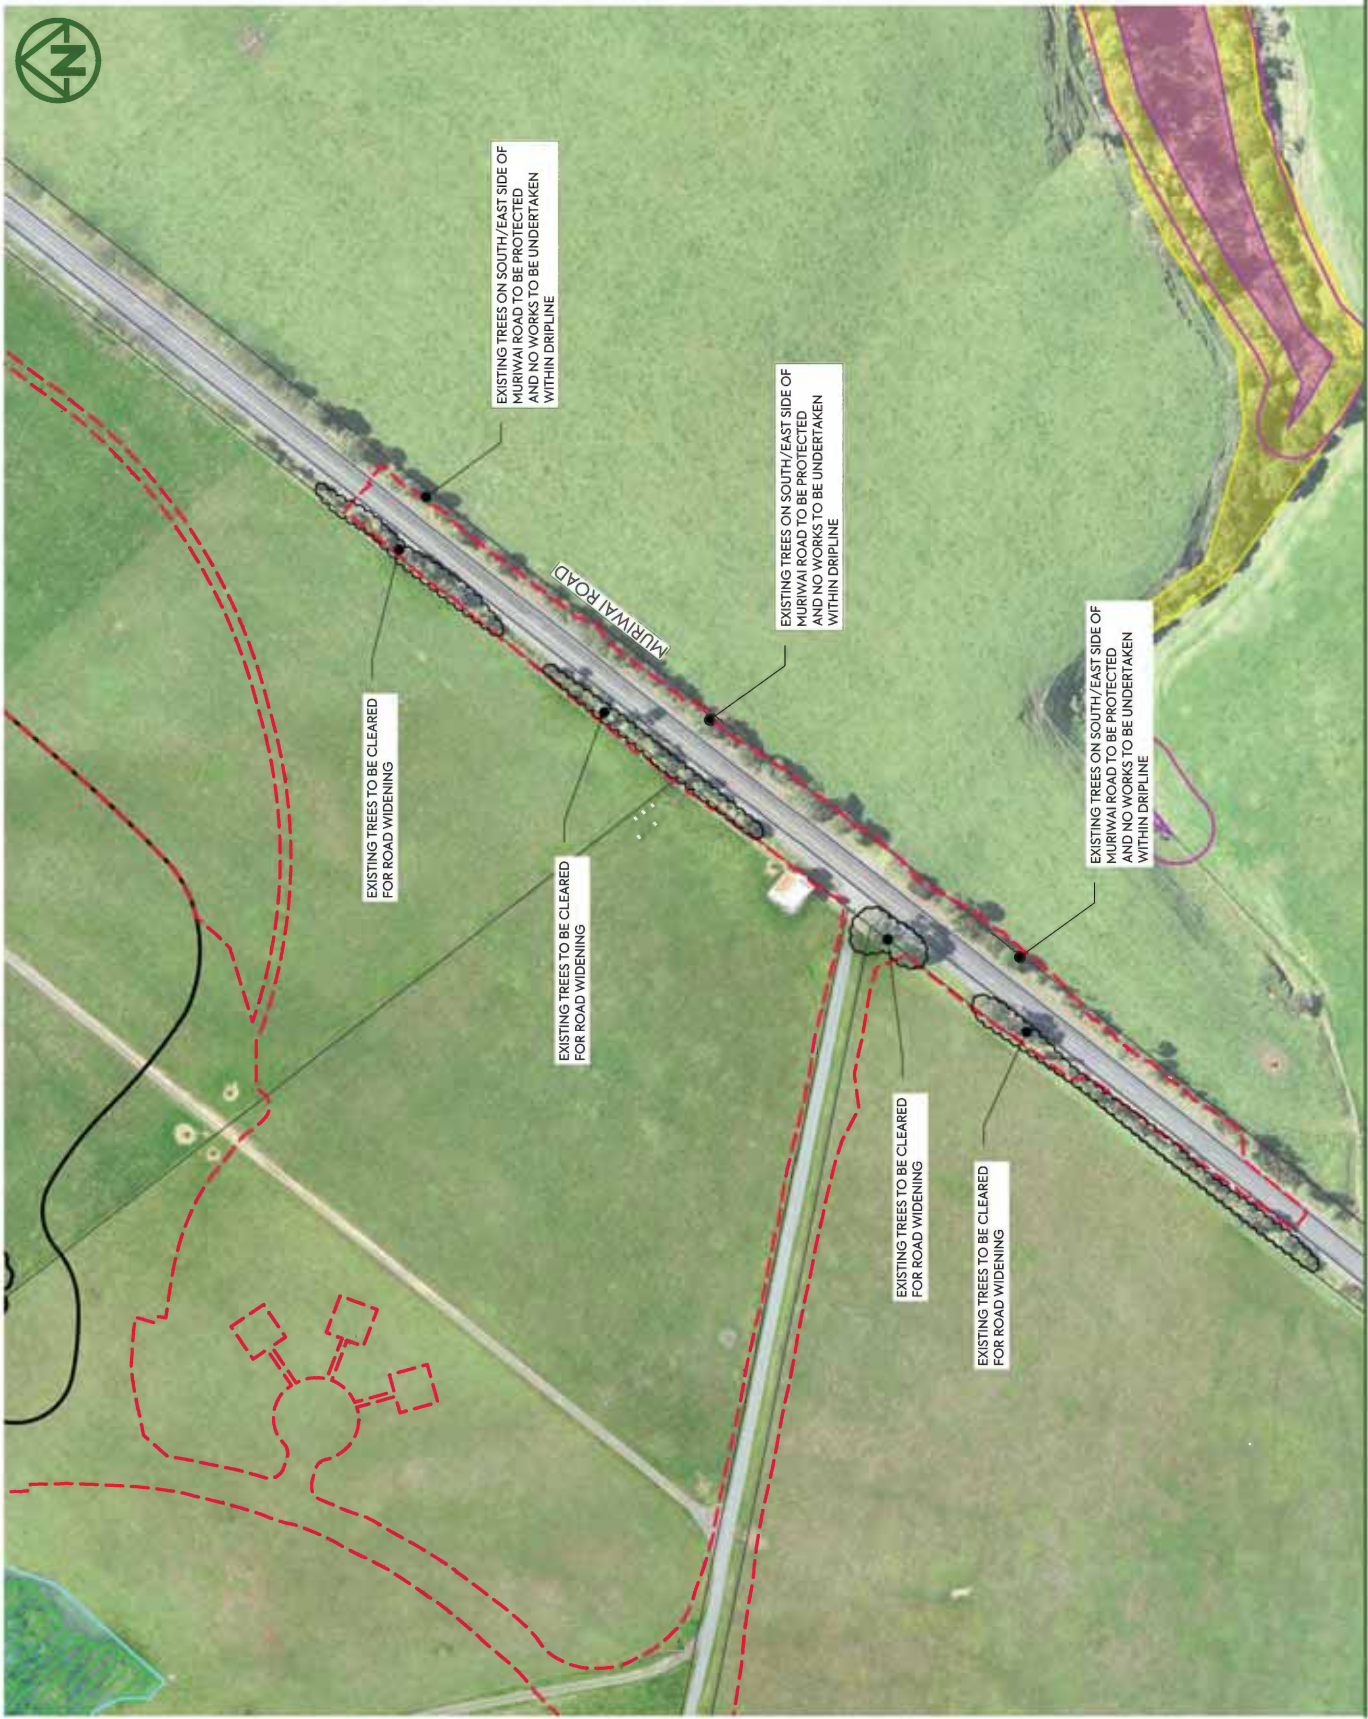 N
EXISTING TREES ON SOUTH/EAST SIDE OF
MURIWAI ROAD TO BE PROTECTED
AND NO WORKS TO BE UNDERTAKEN
WITHIN DRIPLINE
EXISTING TREES ON SOUTH/EAST SIDE OF
MURIWAI ROAD TO BE PROTECTED
AND NO WORKS TO BE UNDERTAKEN
WITHIN DRIPLINE
EXISTING TREES ON SOUTH/EAST SIDE OF
MURIWAI ROAD TO BE PROTECTED
AND NO WORKS TO BE UNDERTAKEN
WITHIN DRIPLINE
MURIWAI ROAD
EXISTING TREES TO BE CLEARED
FOR ROAD WIDENING
EXISTING TREES TO BE CLEARED
FOR ROAD WIDENING
EXISTING TREES TO BE CLEARED
FOR ROAD WIDENING
EXISTING TREES TO BE CLEARED
FOR ROAD WIDENING